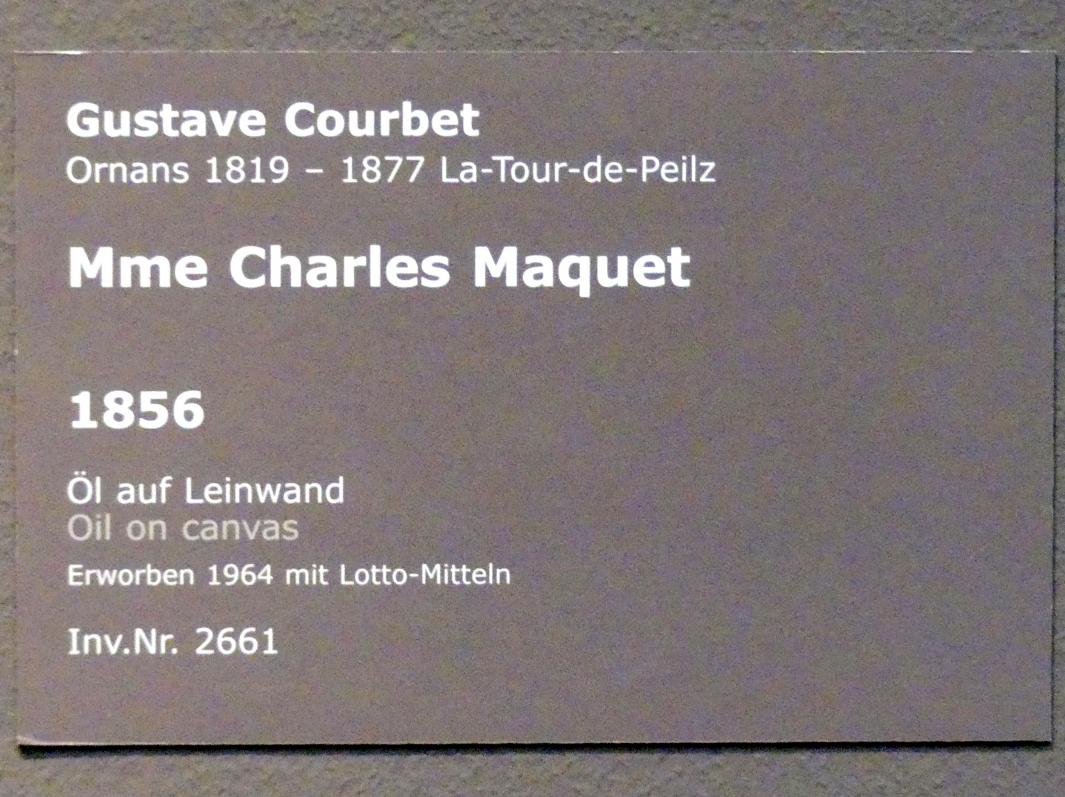 Gustave Courbet
Ornans 1819 – 1877 La-Tour-de-Peilz
Mme Charles Maquet
1856
Öl auf Leinwand
Oil on canvas
Erworben 1964 mit Lotto-Mitteln
Inv.Nr. 2661